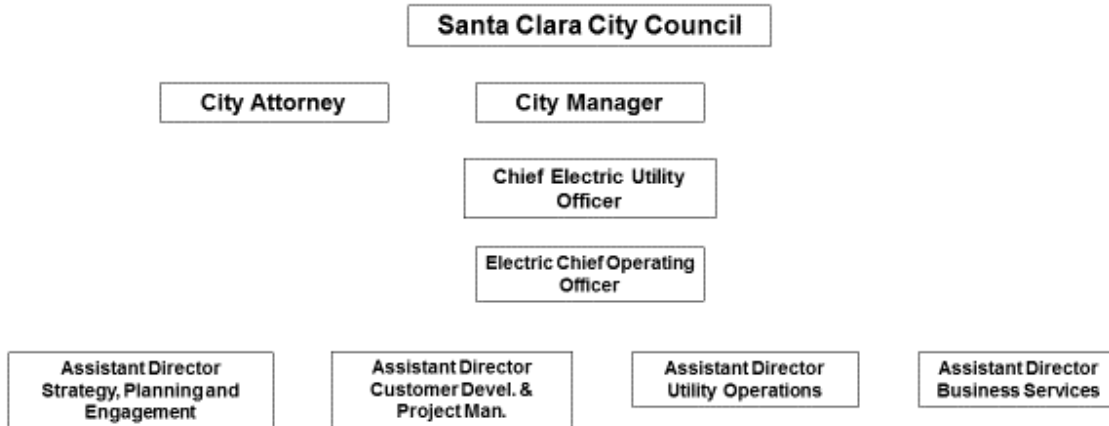 Santa Clara City Council
City Attorney
City Manager
Chief Electric Utility
Officer
Electric Chief Operating
Officer
Assistant Director
Strategy, Planning and
Engagement
Assistant Director
Customer Devel. &
Project Man.
Assistant Director
Utility Operations
Assistant Director
Business Services